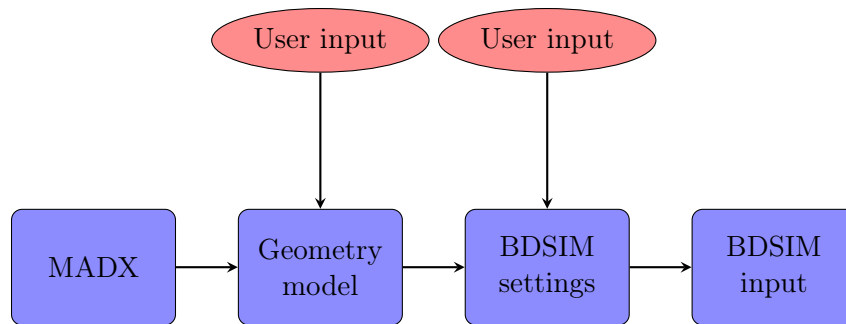 User input
User input
MADX
Geometry
model
BDSIM
settings
BDSIM
input